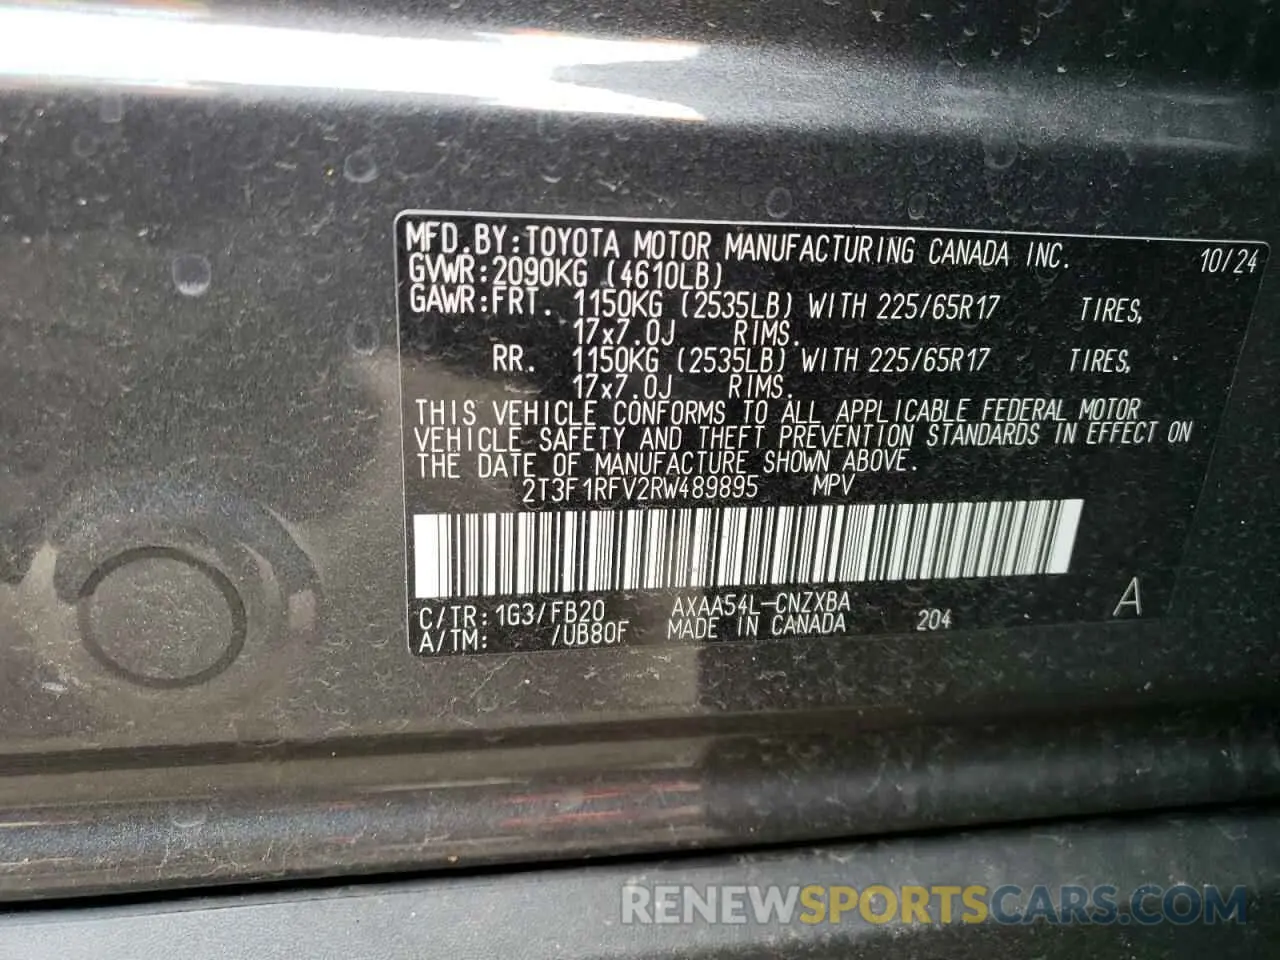 MFD.BY:TOYOTA MOTOR MANUFACTURING CANADA INC. 10/24
GVWR:2090KG (4610LB)
GAWR:FRT. 1150KG (2535LB) WITH 225/65R17 TIRES,
17x7.0J RIMS.
RR. 1150KG (2535LB) WITH 225/65R17 TIRES,
17x7.0J RIMS.
THIS VEHICLE CONFORMS TO ALL APPLICABLE FEDERAL MOTOR
VEHICLE SAFETY AND THEFT PREVENTION STANDARDS IN EFFECT ON
THE DATE OF MANUFACTURE SHOWN ABOVE.
2T3F1RFV2RW489895 MPV
C/TR:1G3/FB20 AXAA54L-CNZXBA A
A/TM: /UB80F MADE IN CANADA 204
RENEWSPORTSCARS.COM